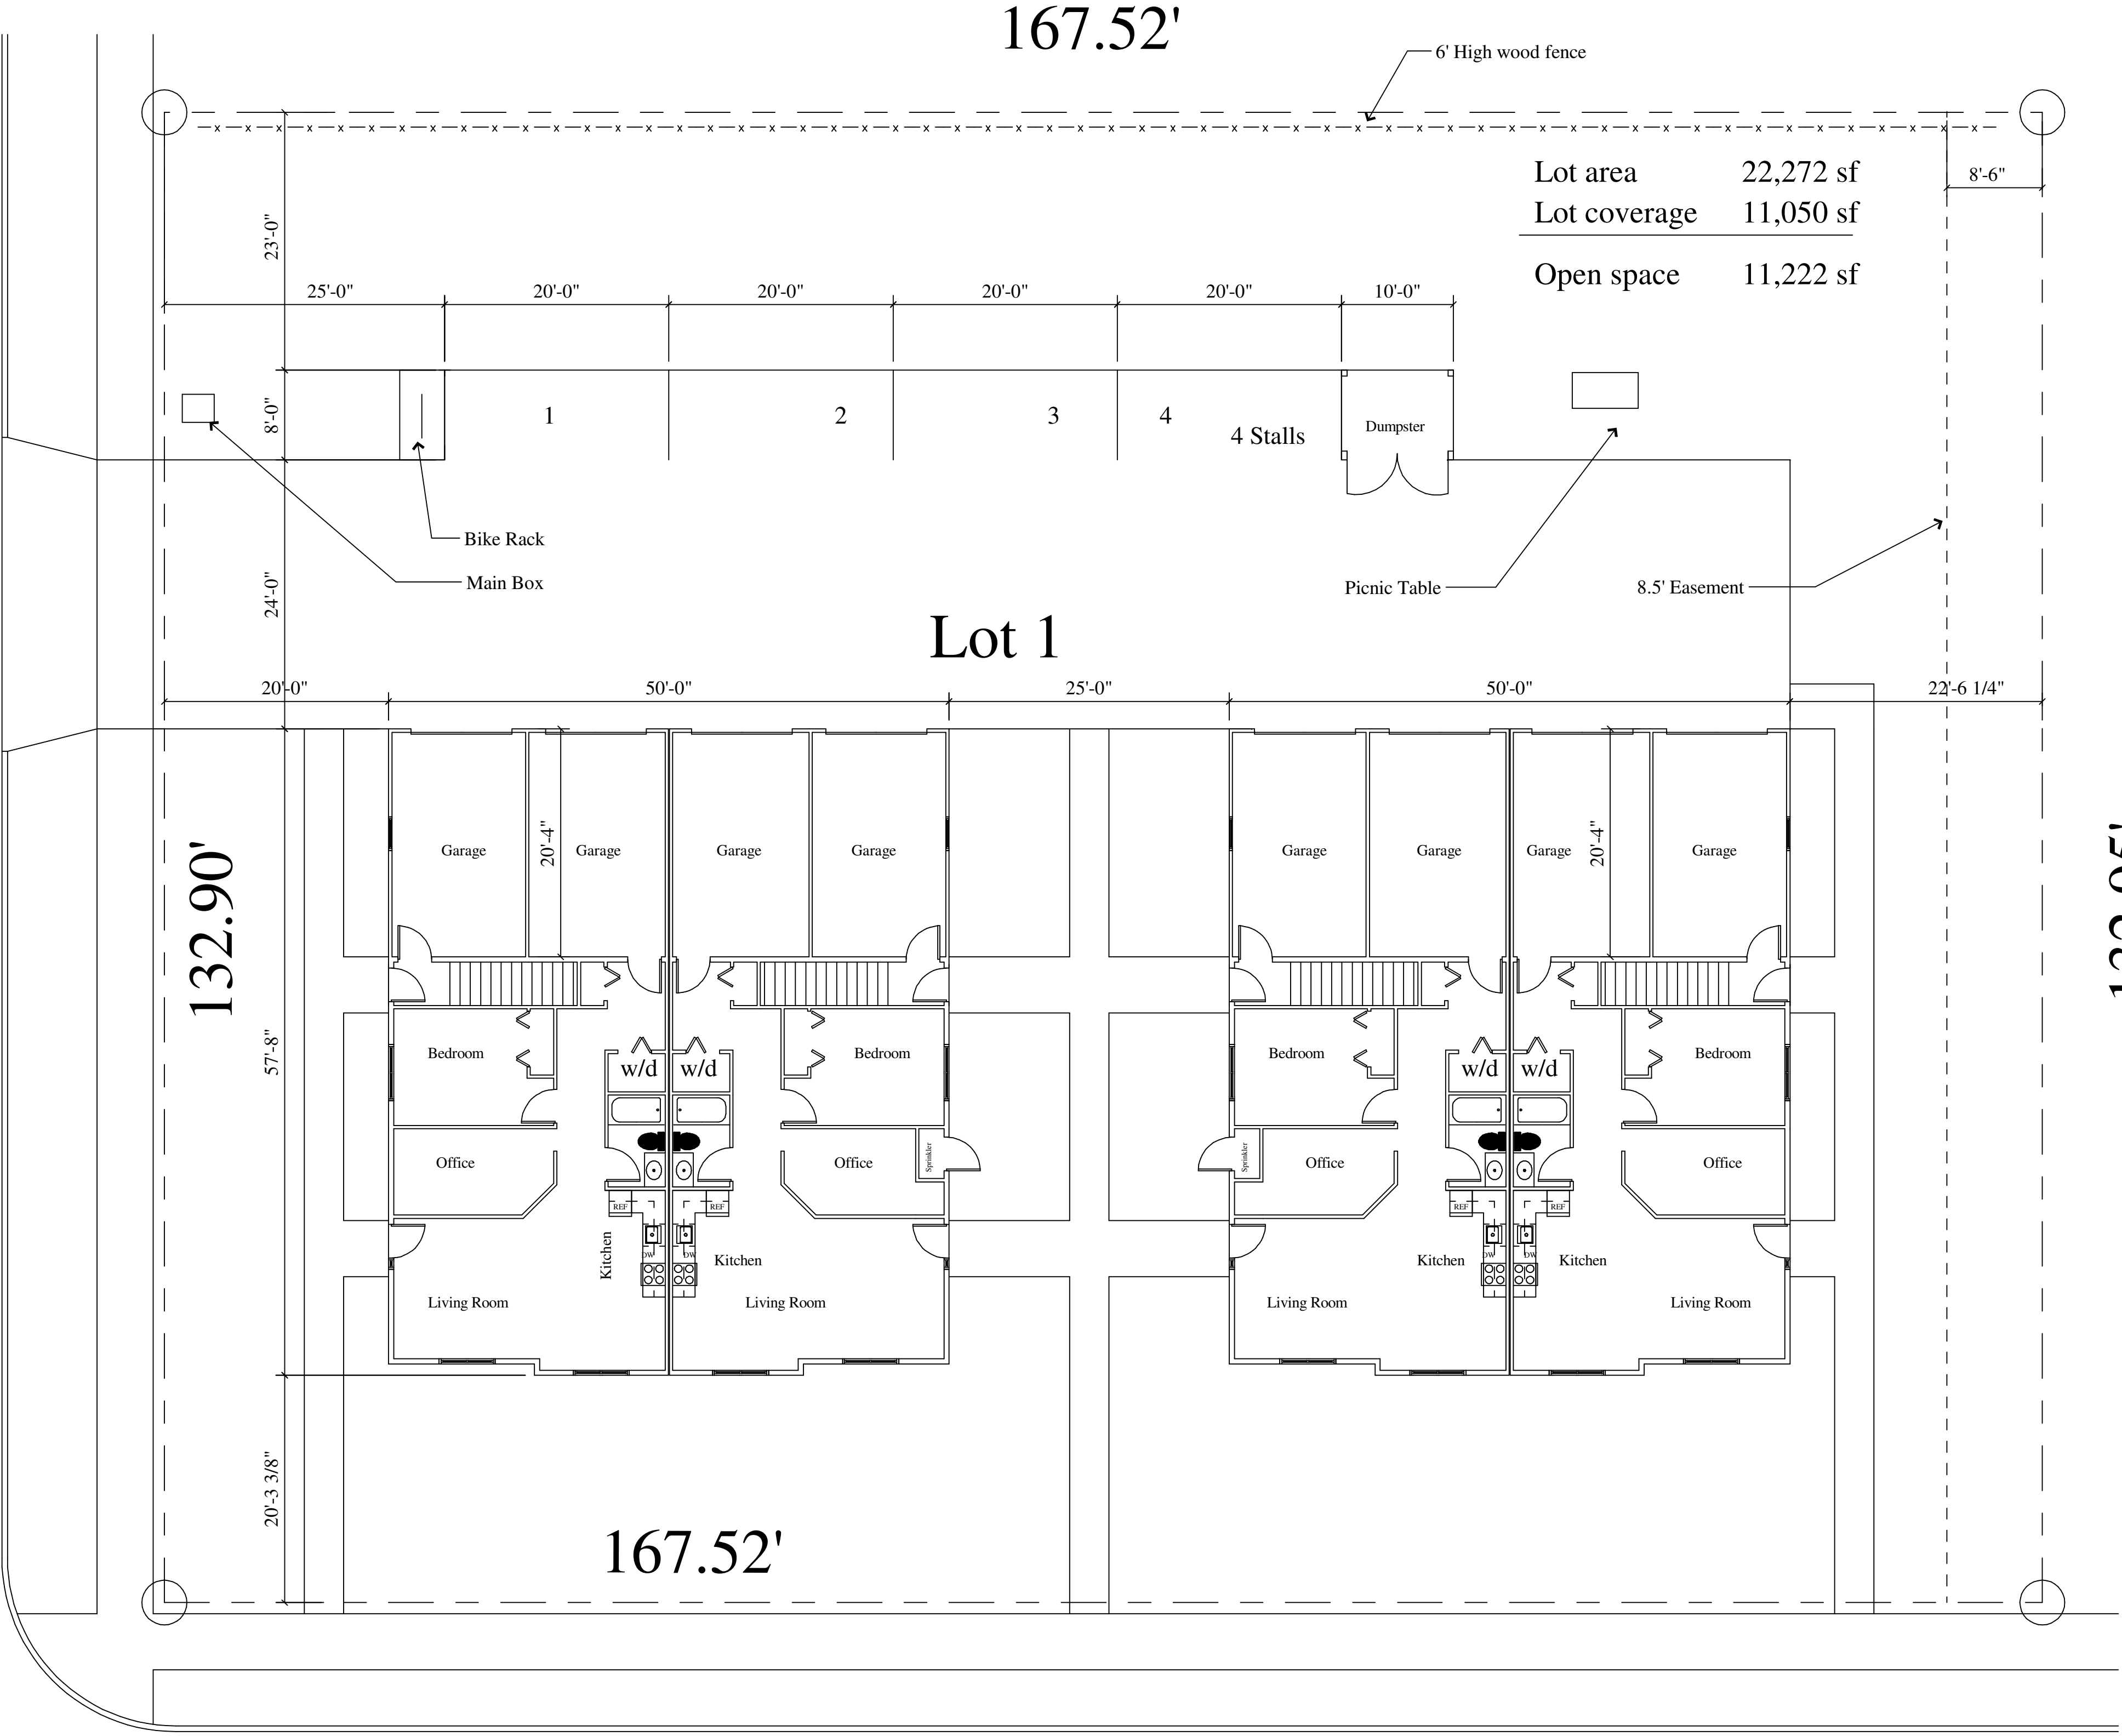 167.52'
6' High wood fence
Lot area 22,272 sf
Lot coverage 11,050 sf
Open space 11,222 sf
8'-6"
23'-0"
25'-0" 20'-0" 20'-0" 20'-0" 20'-0" 10'-0"
8'-0"
1 2 3 4 4 Stalls Dumpster
Bike Rack
Main Box
Picnic Table
8.5' Easement
24'-0"
Lot 1
20'-0" 50'-0" 25'-0" 50'-0" 22'-6 1/4"
132.90'
Garage 20'-4" Garage Garage Garage Garage Garage Garage 20'-4" Garage
57'-8"
Bedroom w/d w/d Bedroom Bedroom w/d w/d Bedroom
Office Office Sprinkler Sprinkler Office Office
REF REF REF REF
DW DW DW DW
Kitchen Kitchen Kitchen Kitchen
Living Room Living Room Living Room Living Room
20'-3 3/8"
167.52'